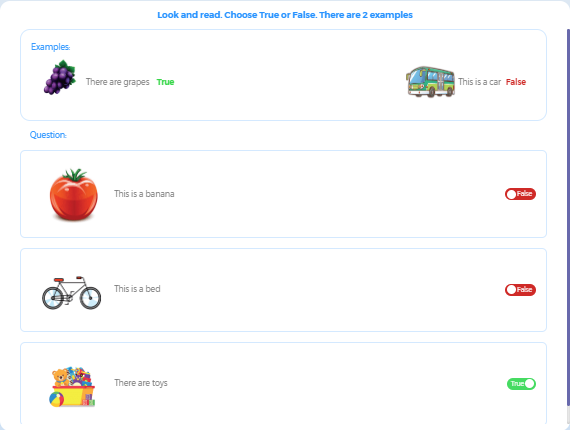 Look and read. Choose True or False. There are 2 examples
Examples:
There are grapes True
This is a car False
Question:
This is a banana
False
This is a bed
False
There are toys
True